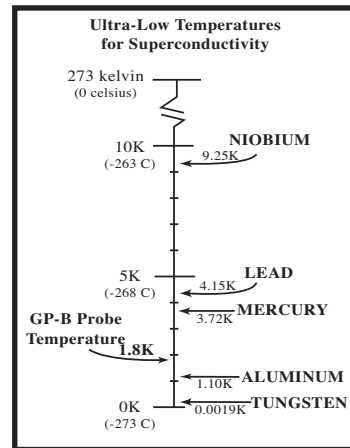 Ultra-Low Temperatures
for Superconductivity
273 kelvin
(0 celsius)
10K
(-263 C)
NIOBIUM
9.25K
5K
(-268 C)
LEAD
4.15K
MERCURY
3.72K
GP-B Probe
Temperature
1.8K
ALUMINUM
1.10K
TUNGSTEN
0.0019K
0K
(-273 C)